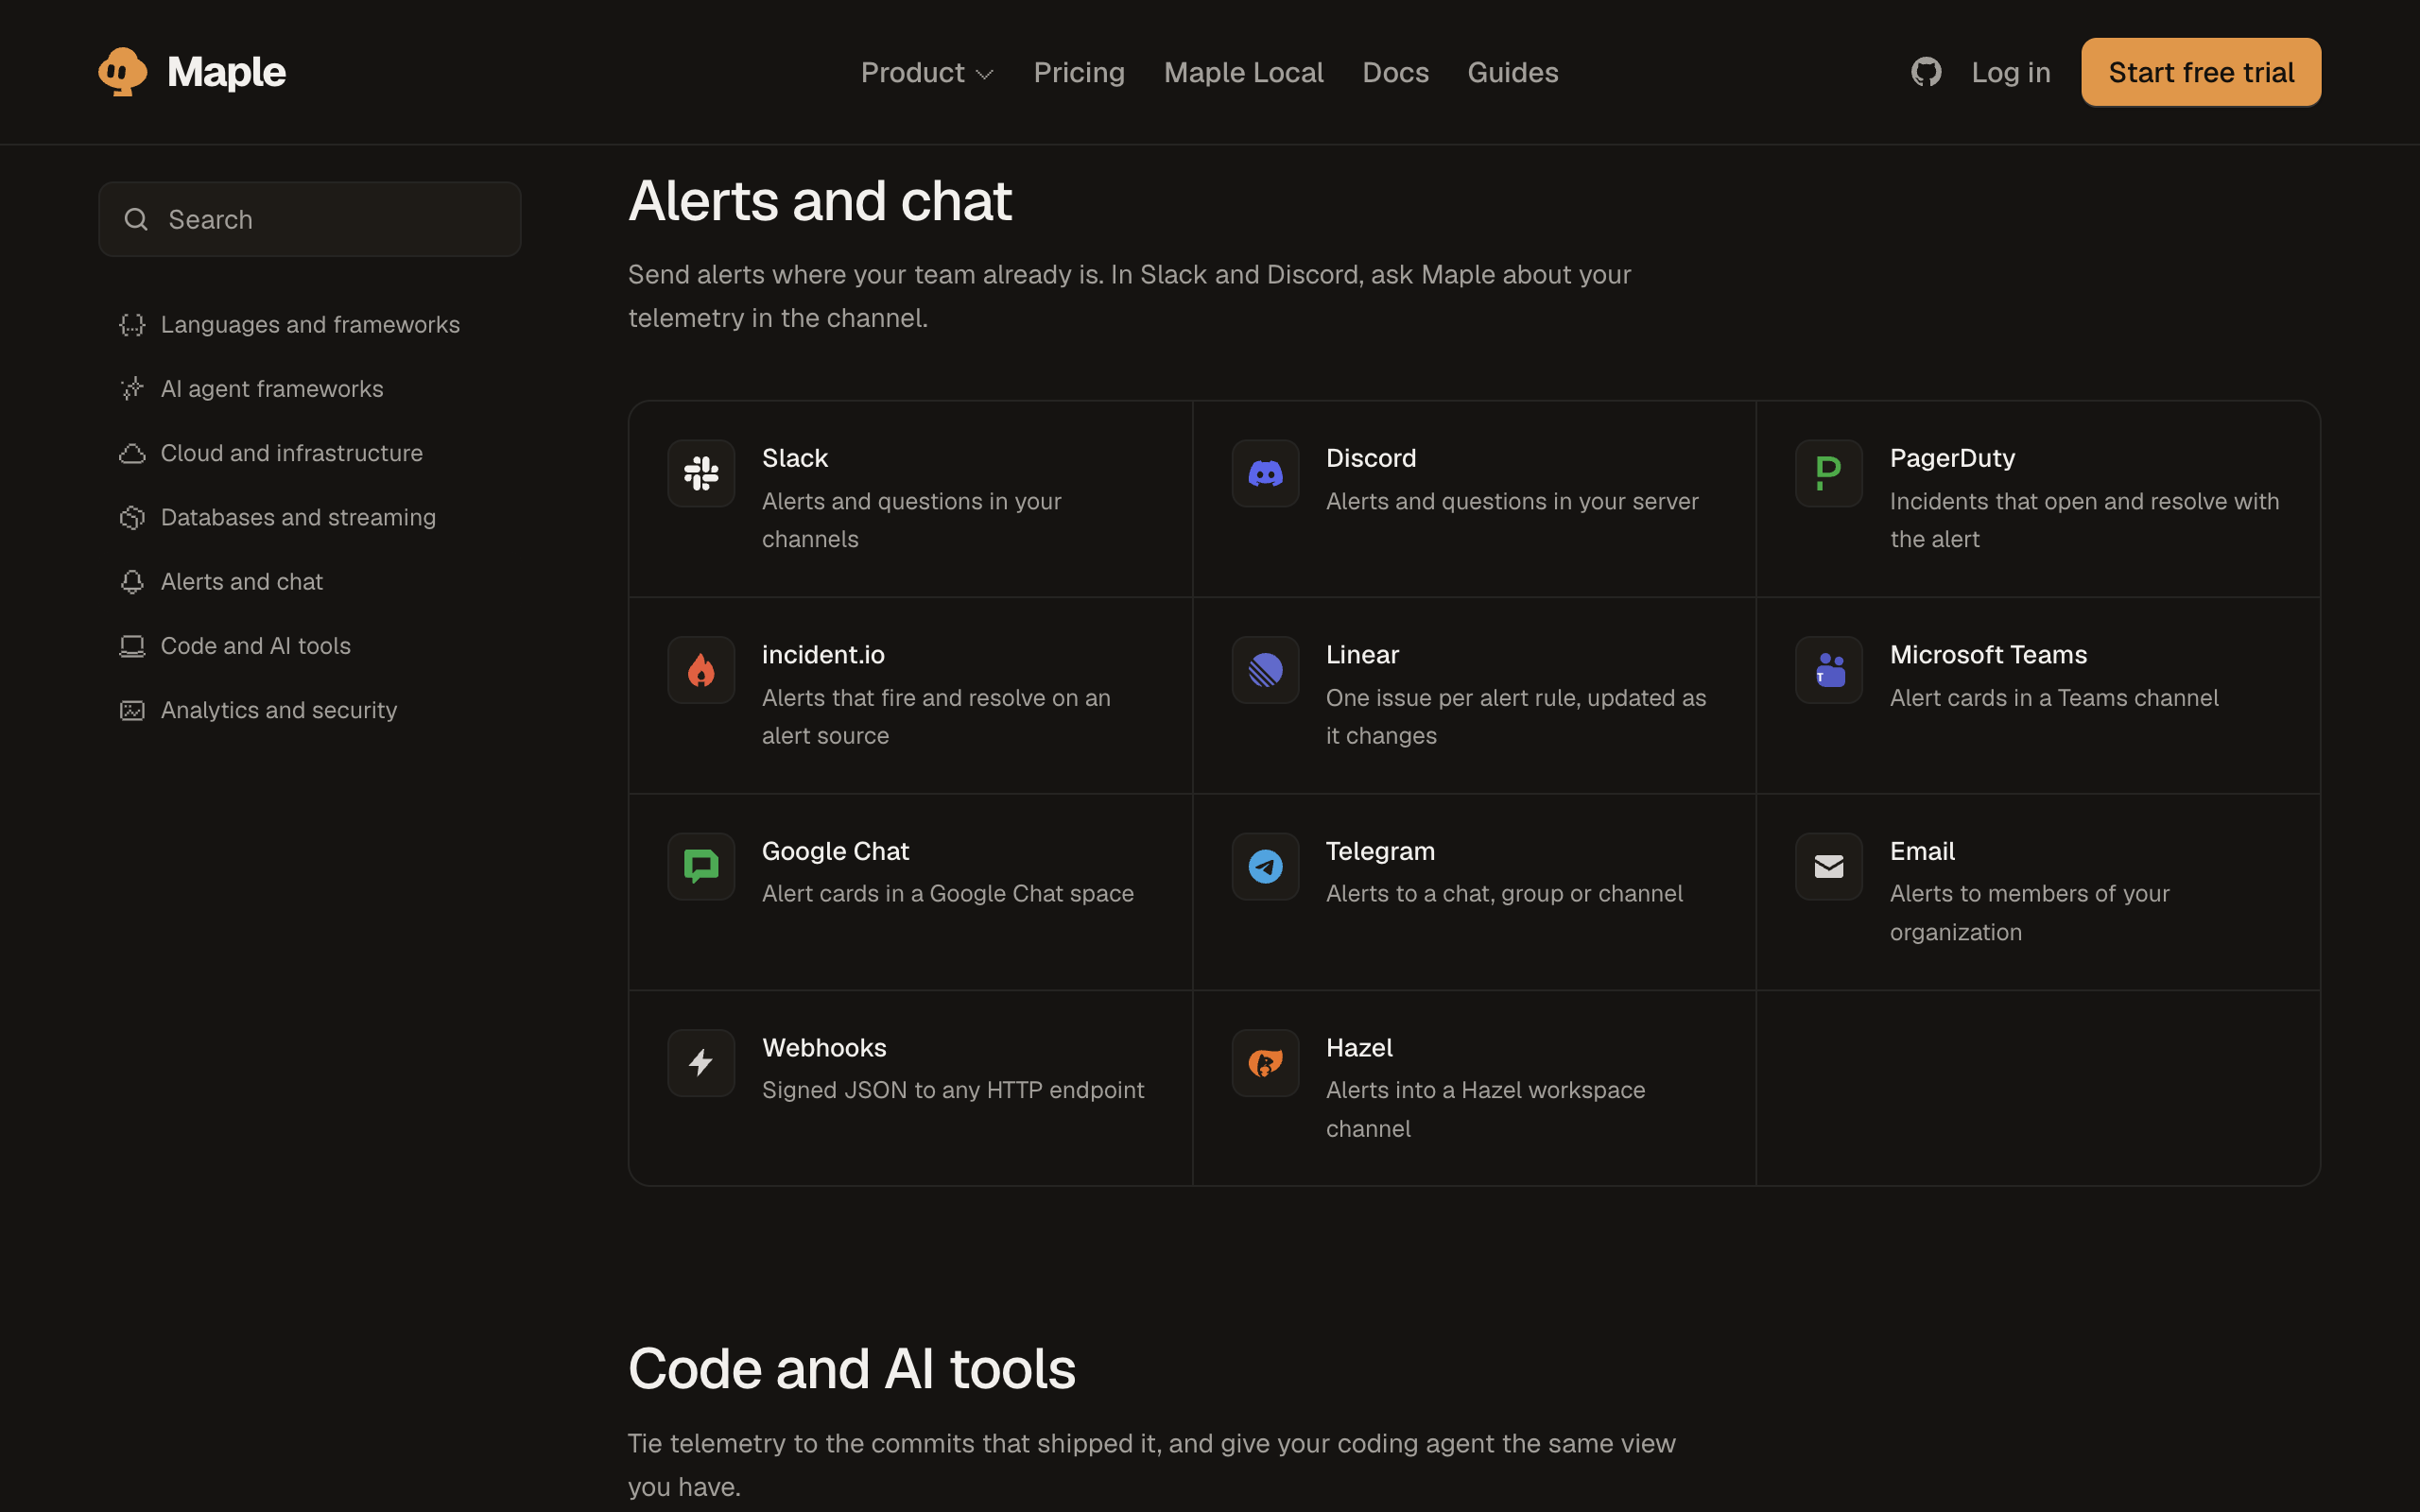 Maple
Product
Pricing
Maple Local
Docs
Guides
Log in
Start free trial
Search
Languages and frameworks
AI agent frameworks
Cloud and infrastructure
Databases and streaming
Alerts and chat
Code and AI tools
Analytics and security
Alerts and chat
Send alerts where your team already is. In Slack and Discord, ask Maple about your
telemetry in the channel.
Slack
Alerts and questions in your
channels
Discord
Alerts and questions in your server
PagerDuty
Incidents that open and resolve with
the alert
incident.io
Alerts that fire and resolve on an
alert source
Linear
One issue per alert rule, updated as
it changes
Microsoft Teams
Alert cards in a Teams channel
Google Chat
Alert cards in a Google Chat space
Telegram
Alerts to a chat, group or channel
Email
Alerts to members of your
organization
Webhooks
Signed JSON to any HTTP endpoint
Hazel
Alerts into a Hazel workspace
channel
Code and AI tools
Tie telemetry to the commits that shipped it, and give your coding agent the same view
you have.